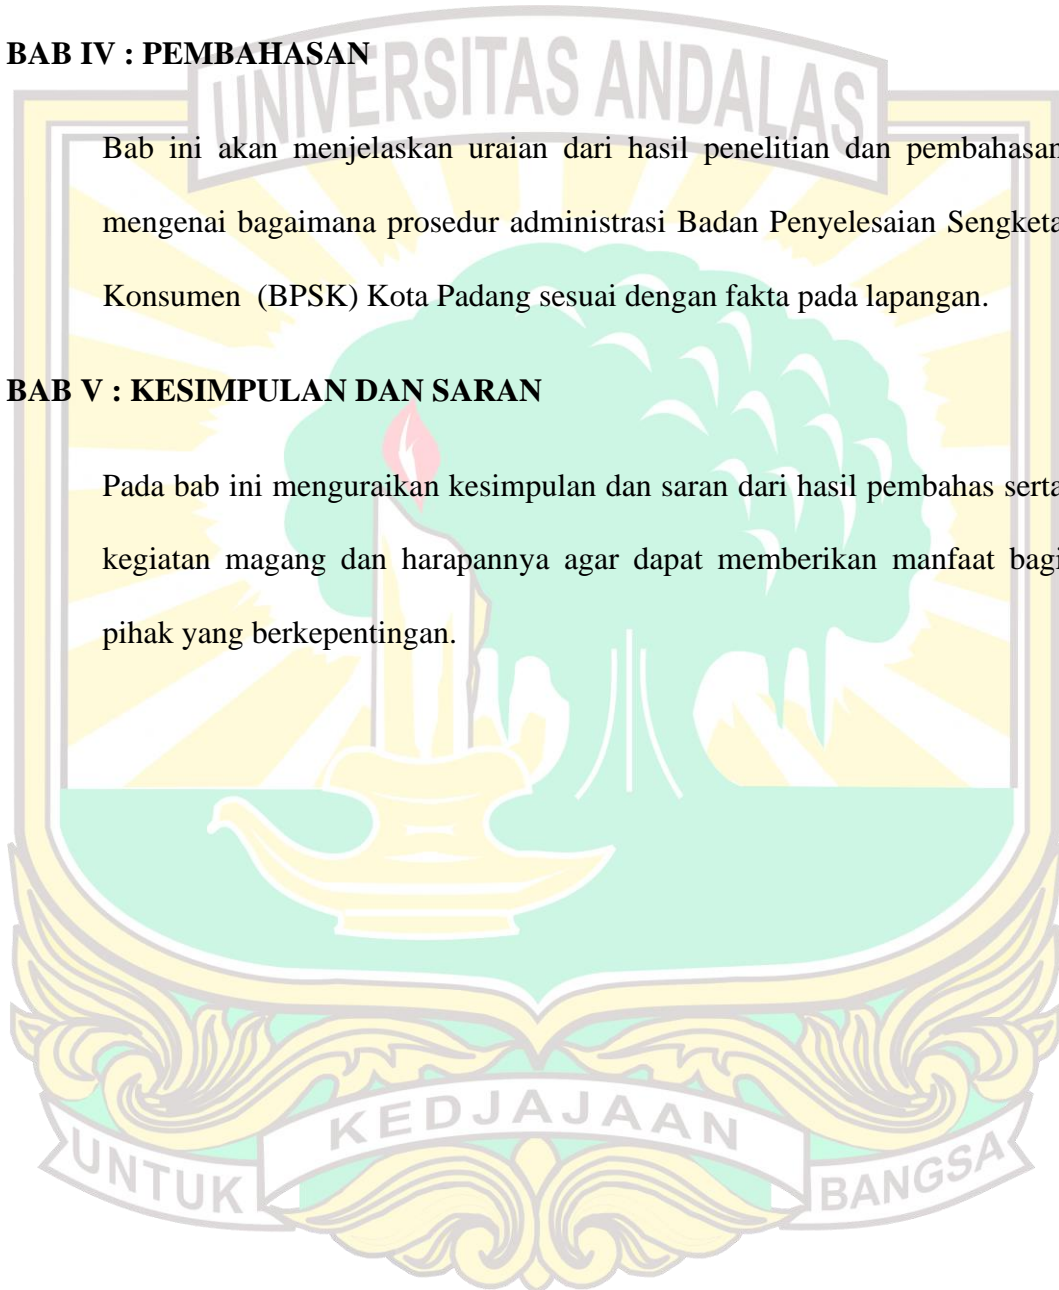 BAB IV : PEMBAHASAN
UNIVERSITAS ANDALAS
Bab ini akan menjelaskan uraian dari hasil penelitian dan pembahasan
mengenai bagaimana prosedur administrasi Badan Penyelesaian Sengketa
Konsumen (BPSK) Kota Padang sesuai dengan fakta pada lapangan.
BAB V : KESIMPULAN DAN SARAN
Pada bab ini menguraikan kesimpulan dan saran dari hasil pembahas serta
kegiatan magang dan harapannya agar dapat memberikan manfaat bagi
pihak yang berkepentingan.
UNTUK KEDJAJAAN BANGSA